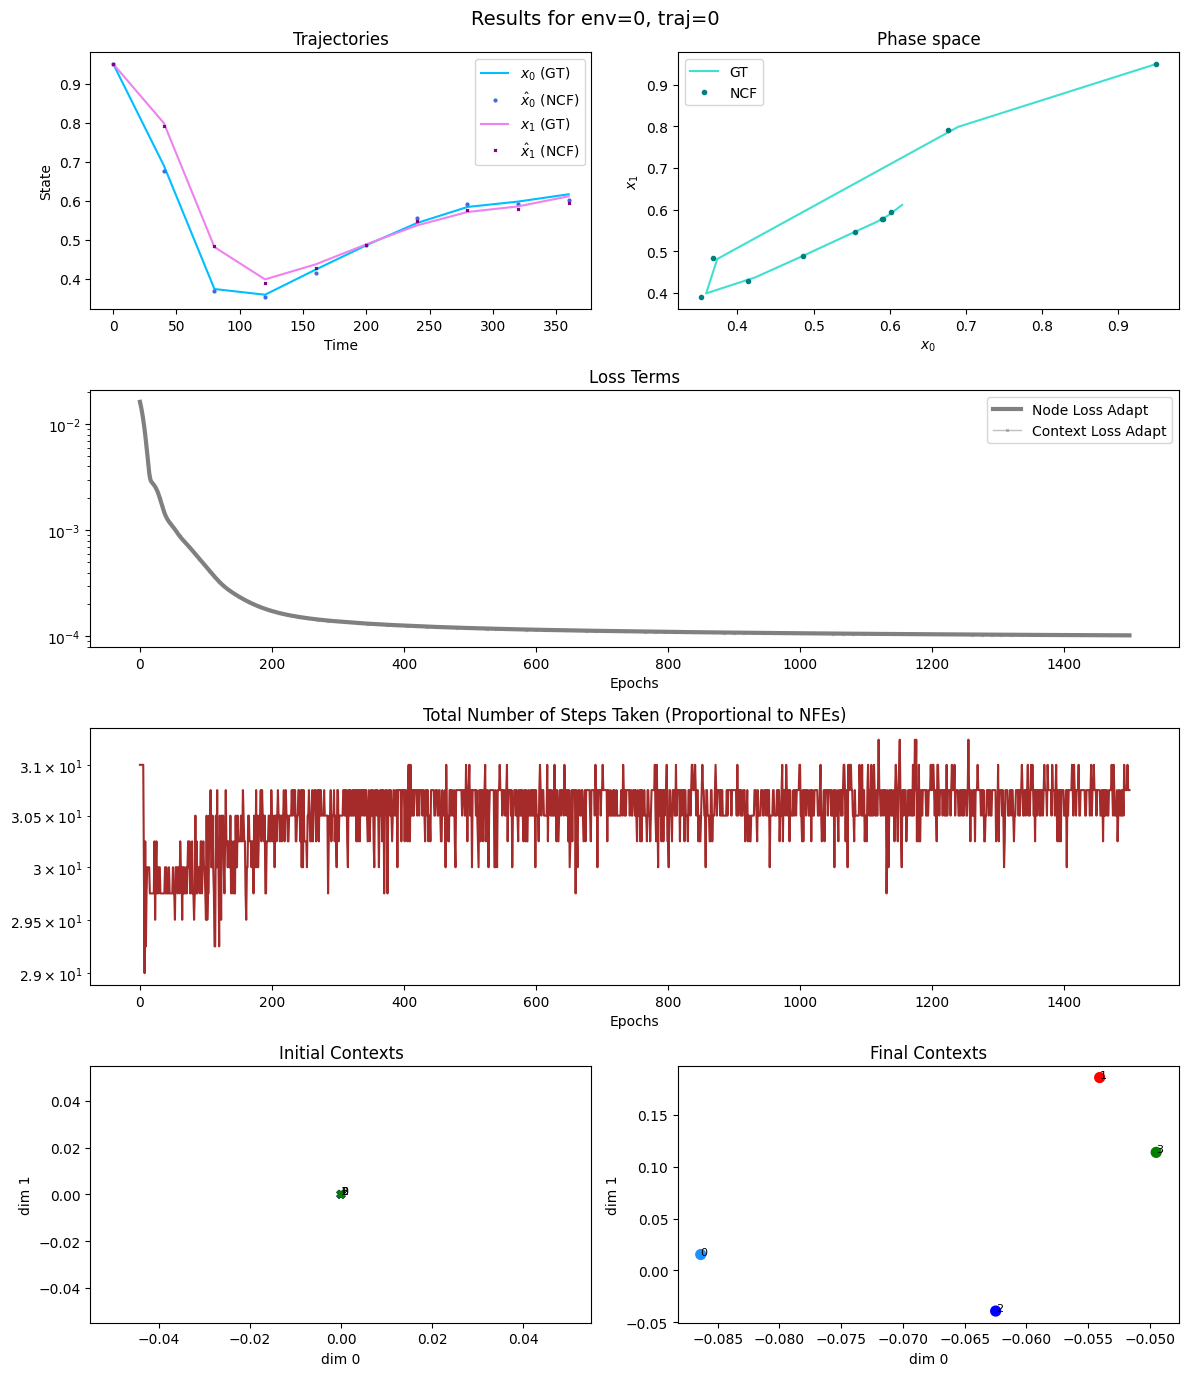 Results for env=0, traj=0
Trajectories
0.9
0.8
0.7
0.6
0.5
0.4
State
0 50 100 150 200 250 300 350
Time
x₀ (GT)
x̂₀ (NCF)
x₁ (GT)
x̂₁ (NCF)
Phase space
GT
NCF
0.9
0.8
0.7
0.6
0.5
0.4
x₁
0.4 0.5 0.6 0.7 0.8 0.9
x₀
Loss Terms
10⁻²
10⁻³
10⁻⁴
Node Loss Adapt
Context Loss Adapt
0 200 400 600 800 1000 1200 1400
Epochs
Total Number of Steps Taken (Proportional to NFEs)
3.1 × 10¹
3.05 × 10¹
3 × 10¹
2.95 × 10¹
2.9 × 10¹
0 200 400 600 800 1000 1200 1400
Epochs
Initial Contexts
0.04
0.02
0.00
−0.02
−0.04
dim 1
−0.04 −0.02 0.00 0.02 0.04
dim 0
Final Contexts
0.15
0.10
0.05
0.00
−0.05
dim 1
1
3
0
2
−0.085 −0.080 −0.075 −0.070 −0.065 −0.060 −0.055 −0.050
dim 0